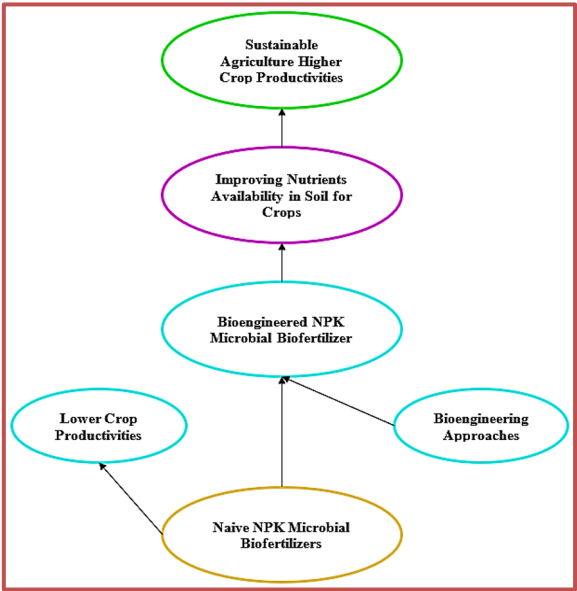 Sustainable
Agriculture Higher
Crop Productivities
Improving Nutrients
Availability in Soil for
Crops
Bioengineered NPK
Microbial Biofertilizer
Lower Crop
Productivities
Bioengineering
Approaches
Naive NPK Microbial
Biofertilizers